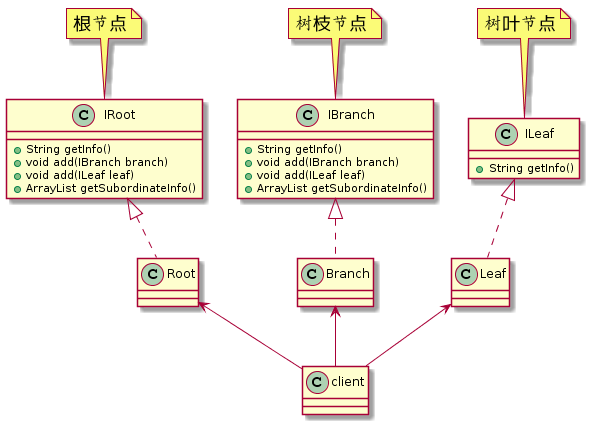 根节点
树枝节点
树叶节点
C IRoot
String getInfo()
void add(IBranch branch)
void add(ILeaf leaf)
ArrayList getSubordinateInfo()
C IBranch
String getInfo()
void add(IBranch branch)
void add(ILeaf leaf)
ArrayList getSubordinateInfo()
C ILeaf
String getInfo()
C Root
C Branch
C Leaf
C client